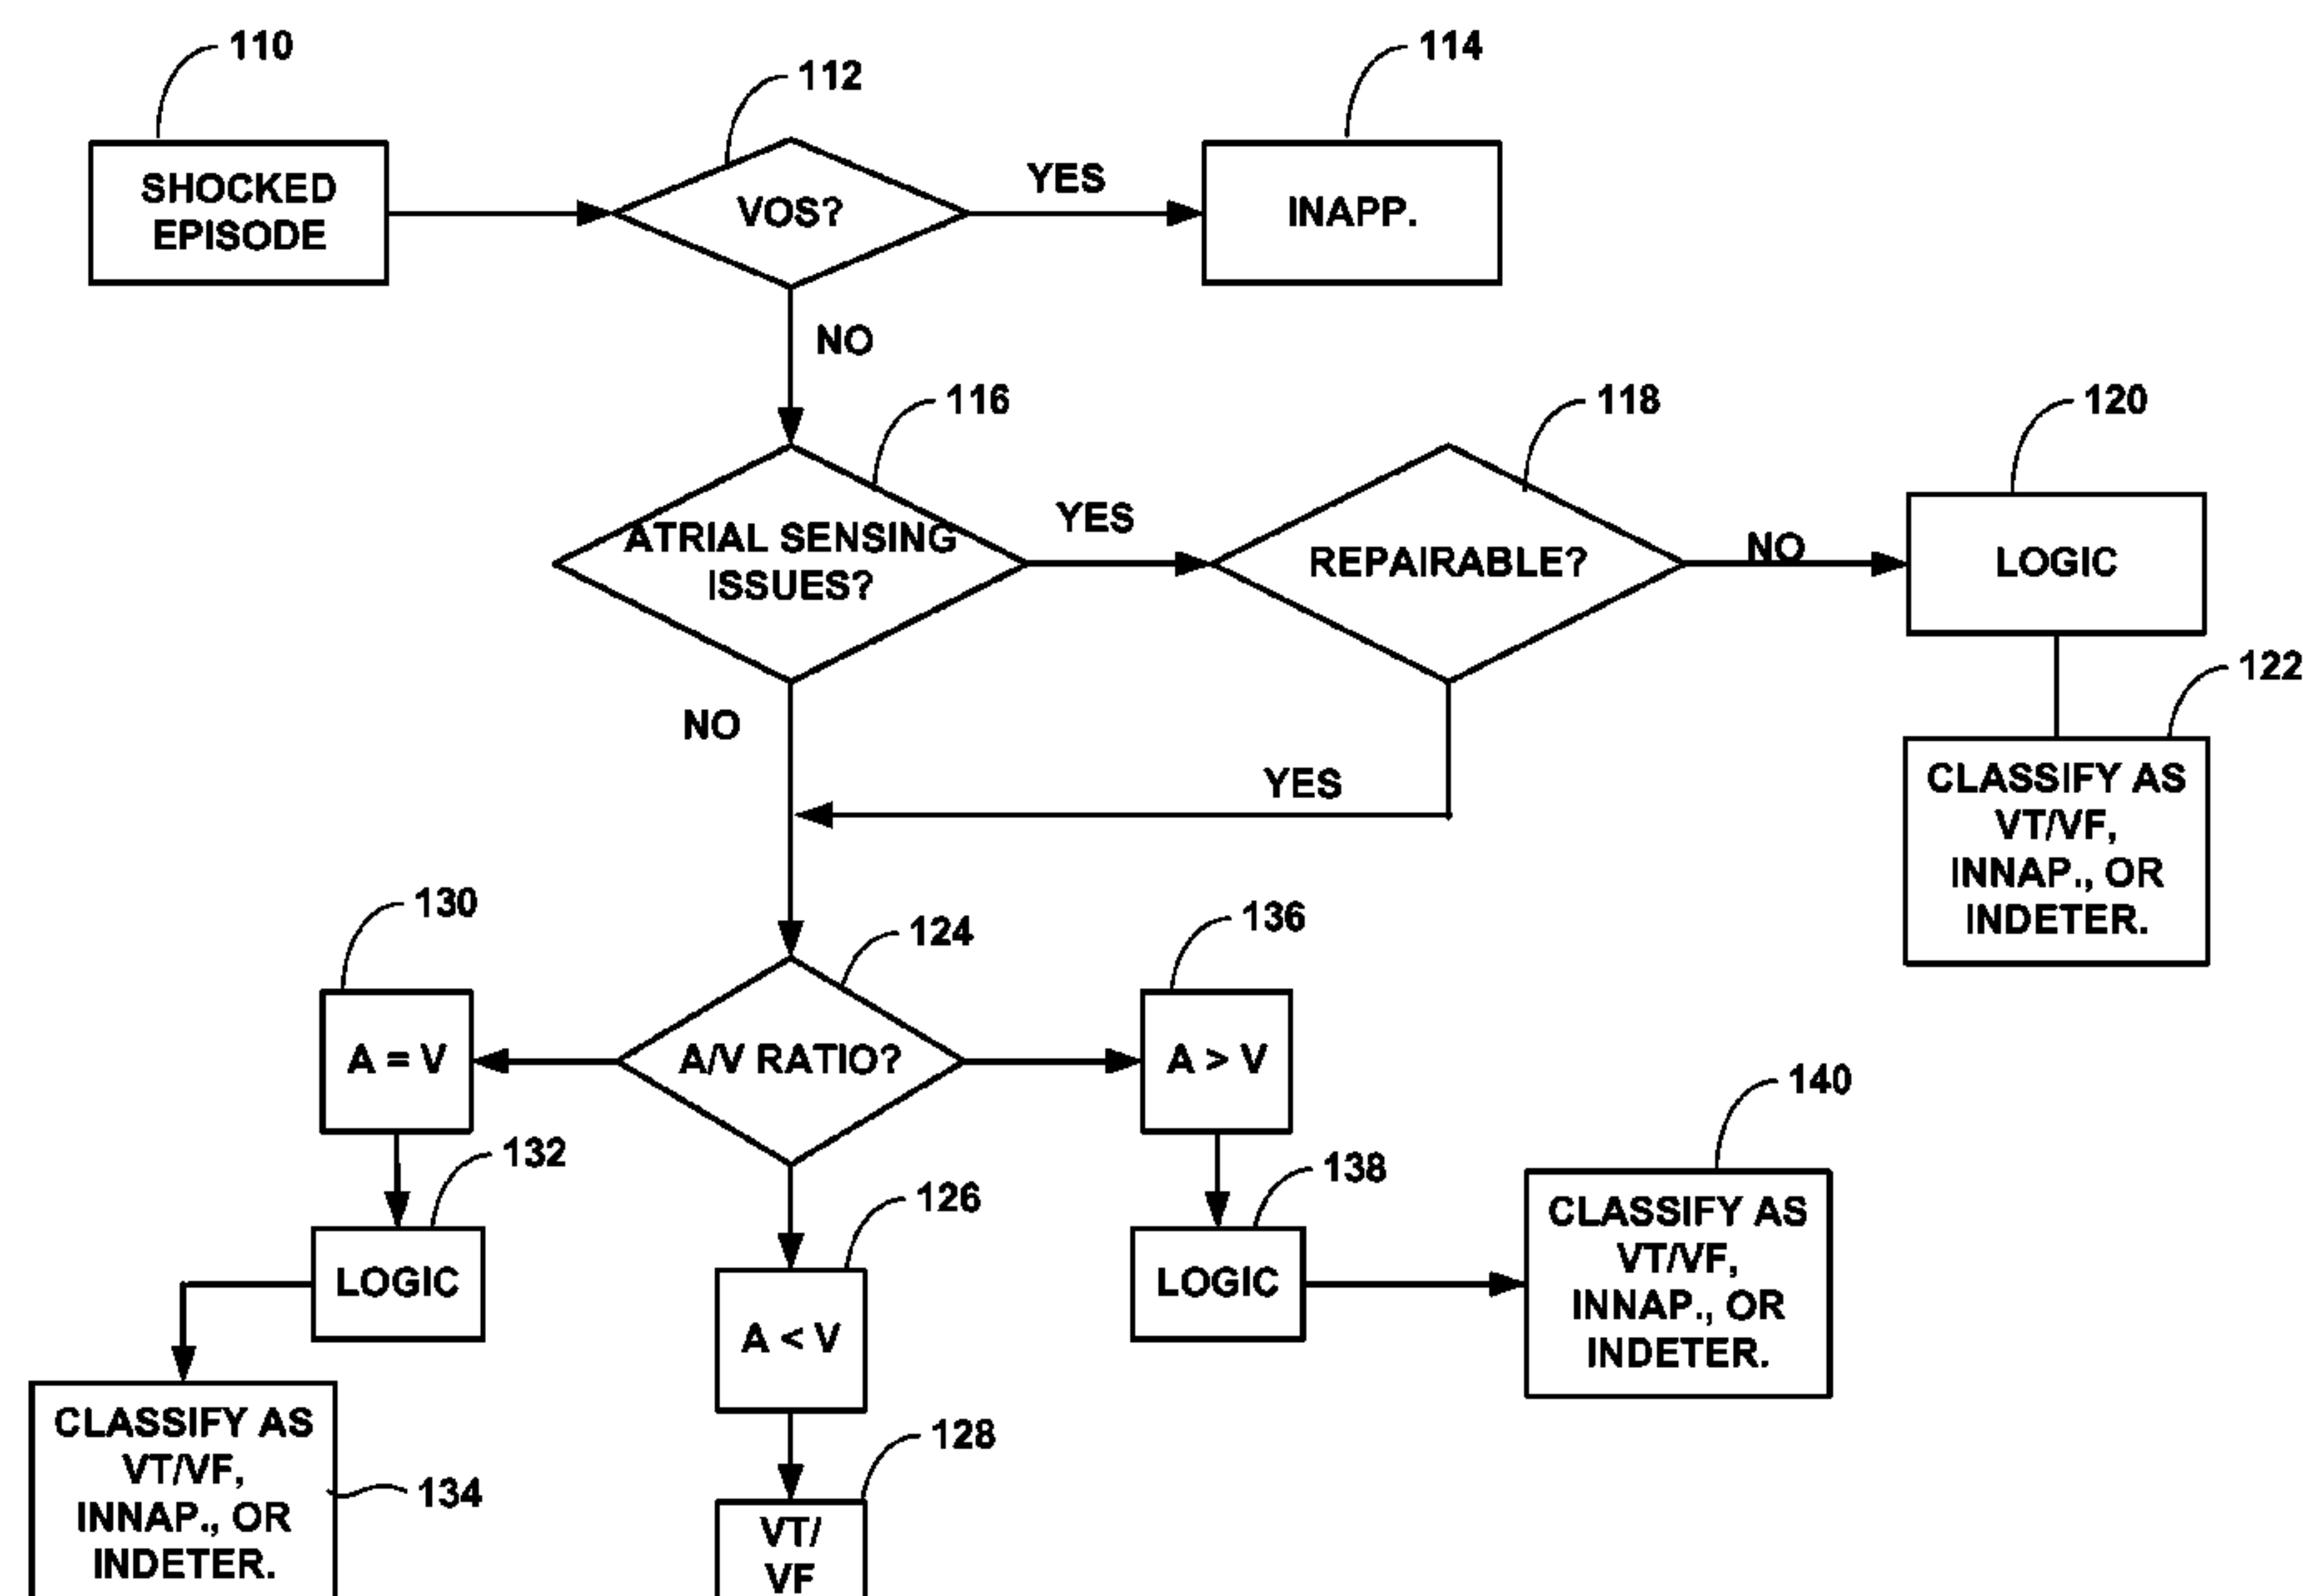 110
112
114
SHOCKED
EPISODE
VOS?
YES
INAPP.
NO
116
118
120
ATRIAL SENSING
ISSUES?
YES
REPAIRABLE?
NO
LOGIC
122
NO
YES
CLASSIFY AS
VT/VF,
INNAP., OR
INDETER.
130
124
136
A = V
A/V RATIO?
A > V
140
132
126
138
LOGIC
A < V
LOGIC
CLASSIFY AS
VT/VF,
INNAP., OR
INDETER.
CLASSIFY AS
VT/VF,
INNAP., OR
INDETER.
134
128
VT/
VF